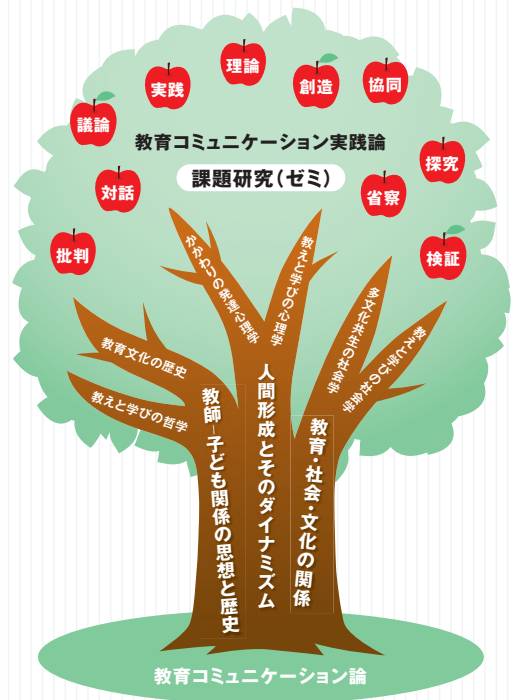 理論
実践
創造
協同
議論
教育コミュニケーション実践論
探究
課題研究（ゼミ）
対話
省察
批判
検証
かかわりの発達心理学
教えと学びの心理学
多文化共生の社会学
教えと学びの社会学
教育文化の歴史
教えと学びの哲学
教師－子ども関係の思想と歴史
人間形成とそのダイナミズム
教育・社会・文化の関係
教育コミュニケーション論